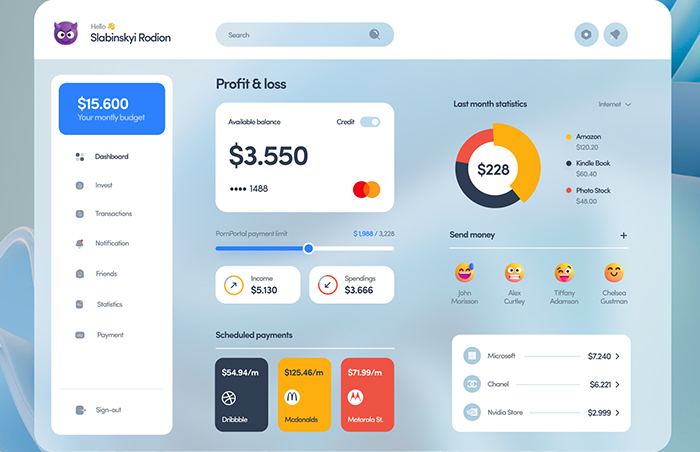 Hello
Slabinskyi Rodion
Search
$15.600
Your montly budget
Dashboard
Invest
Transactions
Notification
Friends
Statistics
Payment
Sign-out
Profit & loss
Available balance
Credit
$3.550
•••• 1488
PornPortal payment limit
$ 1,988 / 3,228
Income
$5.130
Spendings
$3.666
Scheduled payments
$54.94/m
Dribbble
$125.46/m
Mcdonalds
$71.99/m
Motorola St.
Last month statistics
Internet
$228
Amazon
$120.20
Kindle Book
$60.40
Photo Stock
$48.00
Send money
+
John
Morisson
Alex
Curtley
Tiffany
Adamson
Chelsea
Gustman
Microsoft
$7.240
Chanel
$6.221
Nvidia Store
$2.999